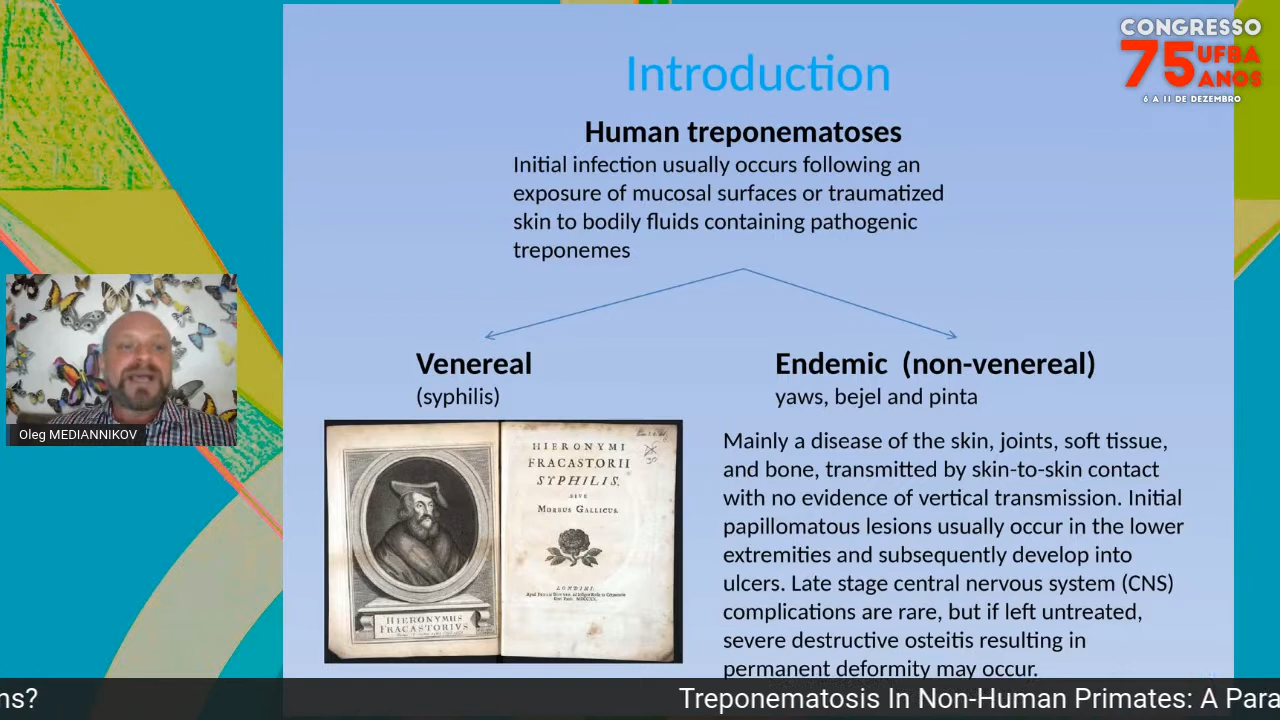 CONGRESSO
75 UFBA
ANOS
6 A 11 DE DEZEMBRO
Introduction
Human treponematoses
Initial infection usually occurs following an
exposure of mucosal surfaces or traumatized
skin to bodily fluids containing pathogenic
treponemes
Venereal
(syphilis)
Endemic (non-venereal)
yaws, bejel and pinta
HIERONYMI
FRACASTORII
SYPHILIS.
SIVE
MORBUS GALLICUS.
LONDINI,
HIERONYMUS
FRACASTORIVS
Mainly a disease of the skin, joints, soft tissue,
and bone, transmitted by skin-to-skin contact
with no evidence of vertical transmission. Initial
papillomatous lesions usually occur in the lower
extremities and subsequently develop into
ulcers. Late stage central nervous system (CNS)
complications are rare, but if left untreated,
severe destructive osteitis resulting in
permanent deformity may occur.
Oleg MEDIANNIKOV
ns?
Treponematosis In Non-Human Primates: A Para